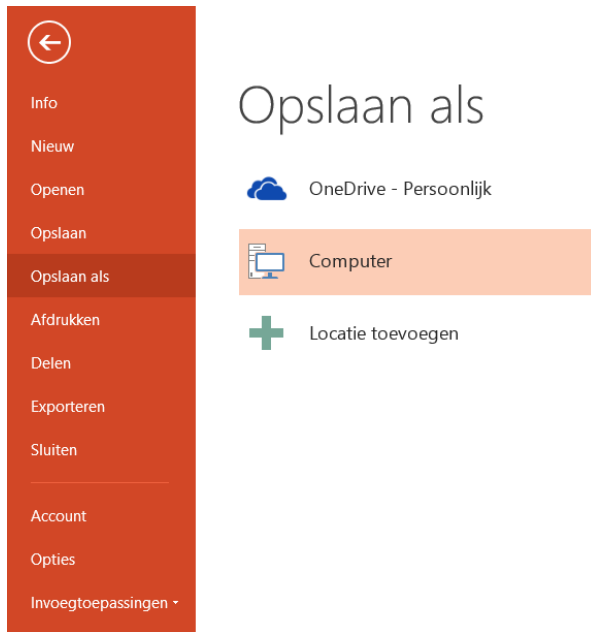 Info
Nieuw
Openen
Opslaan
Opslaan als
Afdrukken
Delen
Exporteren
Sluiten
Account
Opties
Invoegtoepassingen
Opslaan als
OneDrive - Persoonlijk
Computer
Locatie toevoegen